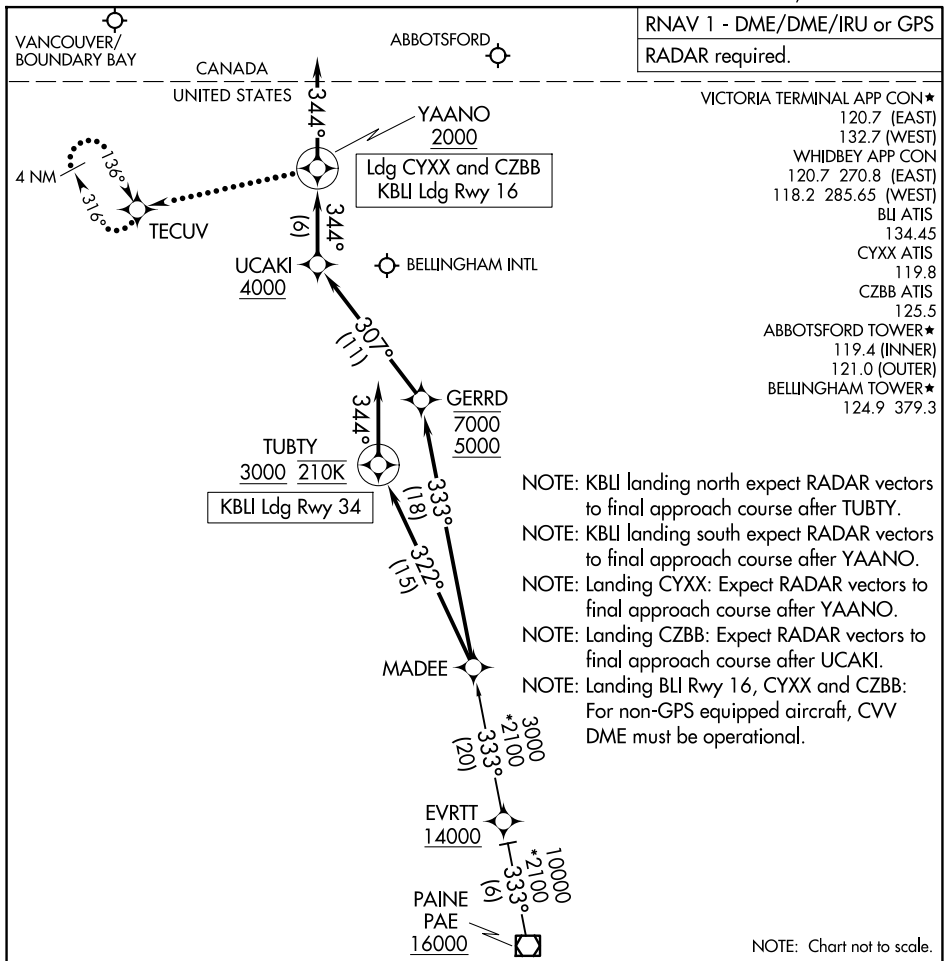 RNAV 1 - DME/DME/IRU or GPS
RADAR required.
VANCOUVER/
BOUNDARY BAY
ABBOTSFORD
CANADA
UNITED STATES
344°
YAANO
2000
Ldg CYXX and CZBB
KBLI Ldg Rwy 16
4 NM
136°
316°
TECUV
344°
(6)
UCAKI
4000
BELLINGHAM INTL
307°
(11)
GERRD
7000
5000
344°
TUBTY
3000 210K
KBLI Ldg Rwy 34
333°
(18)
322°
(15)
MADEE
3000
*2100
333°
(20)
EVRTT
14000
10000
*2100
333°
(6)
PAINE
PAE
16000
VICTORIA TERMINAL APP CON★
120.7 (EAST)
132.7 (WEST)
WHIDBEY APP CON
120.7 270.8 (EAST)
118.2 285.65 (WEST)
BLI ATIS
134.45
CYXX ATIS
119.8
CZBB ATIS
125.5
ABBOTSFORD TOWER★
119.4 (INNER)
121.0 (OUTER)
BELLINGHAM TOWER★
124.9 379.3
NOTE: KBLI landing north expect RADAR vectors
to final approach course after TUBTY.
NOTE: KBLI landing south expect RADAR vectors
to final approach course after YAANO.
NOTE: Landing CYXX: Expect RADAR vectors to
final approach course after YAANO.
NOTE: Landing CZBB: Expect RADAR vectors to
final approach course after UCAKI.
NOTE: Landing BLI Rwy 16, CYXX and CZBB:
For non-GPS equipped aircraft, CVV
DME must be operational.
NOTE: Chart not to scale.